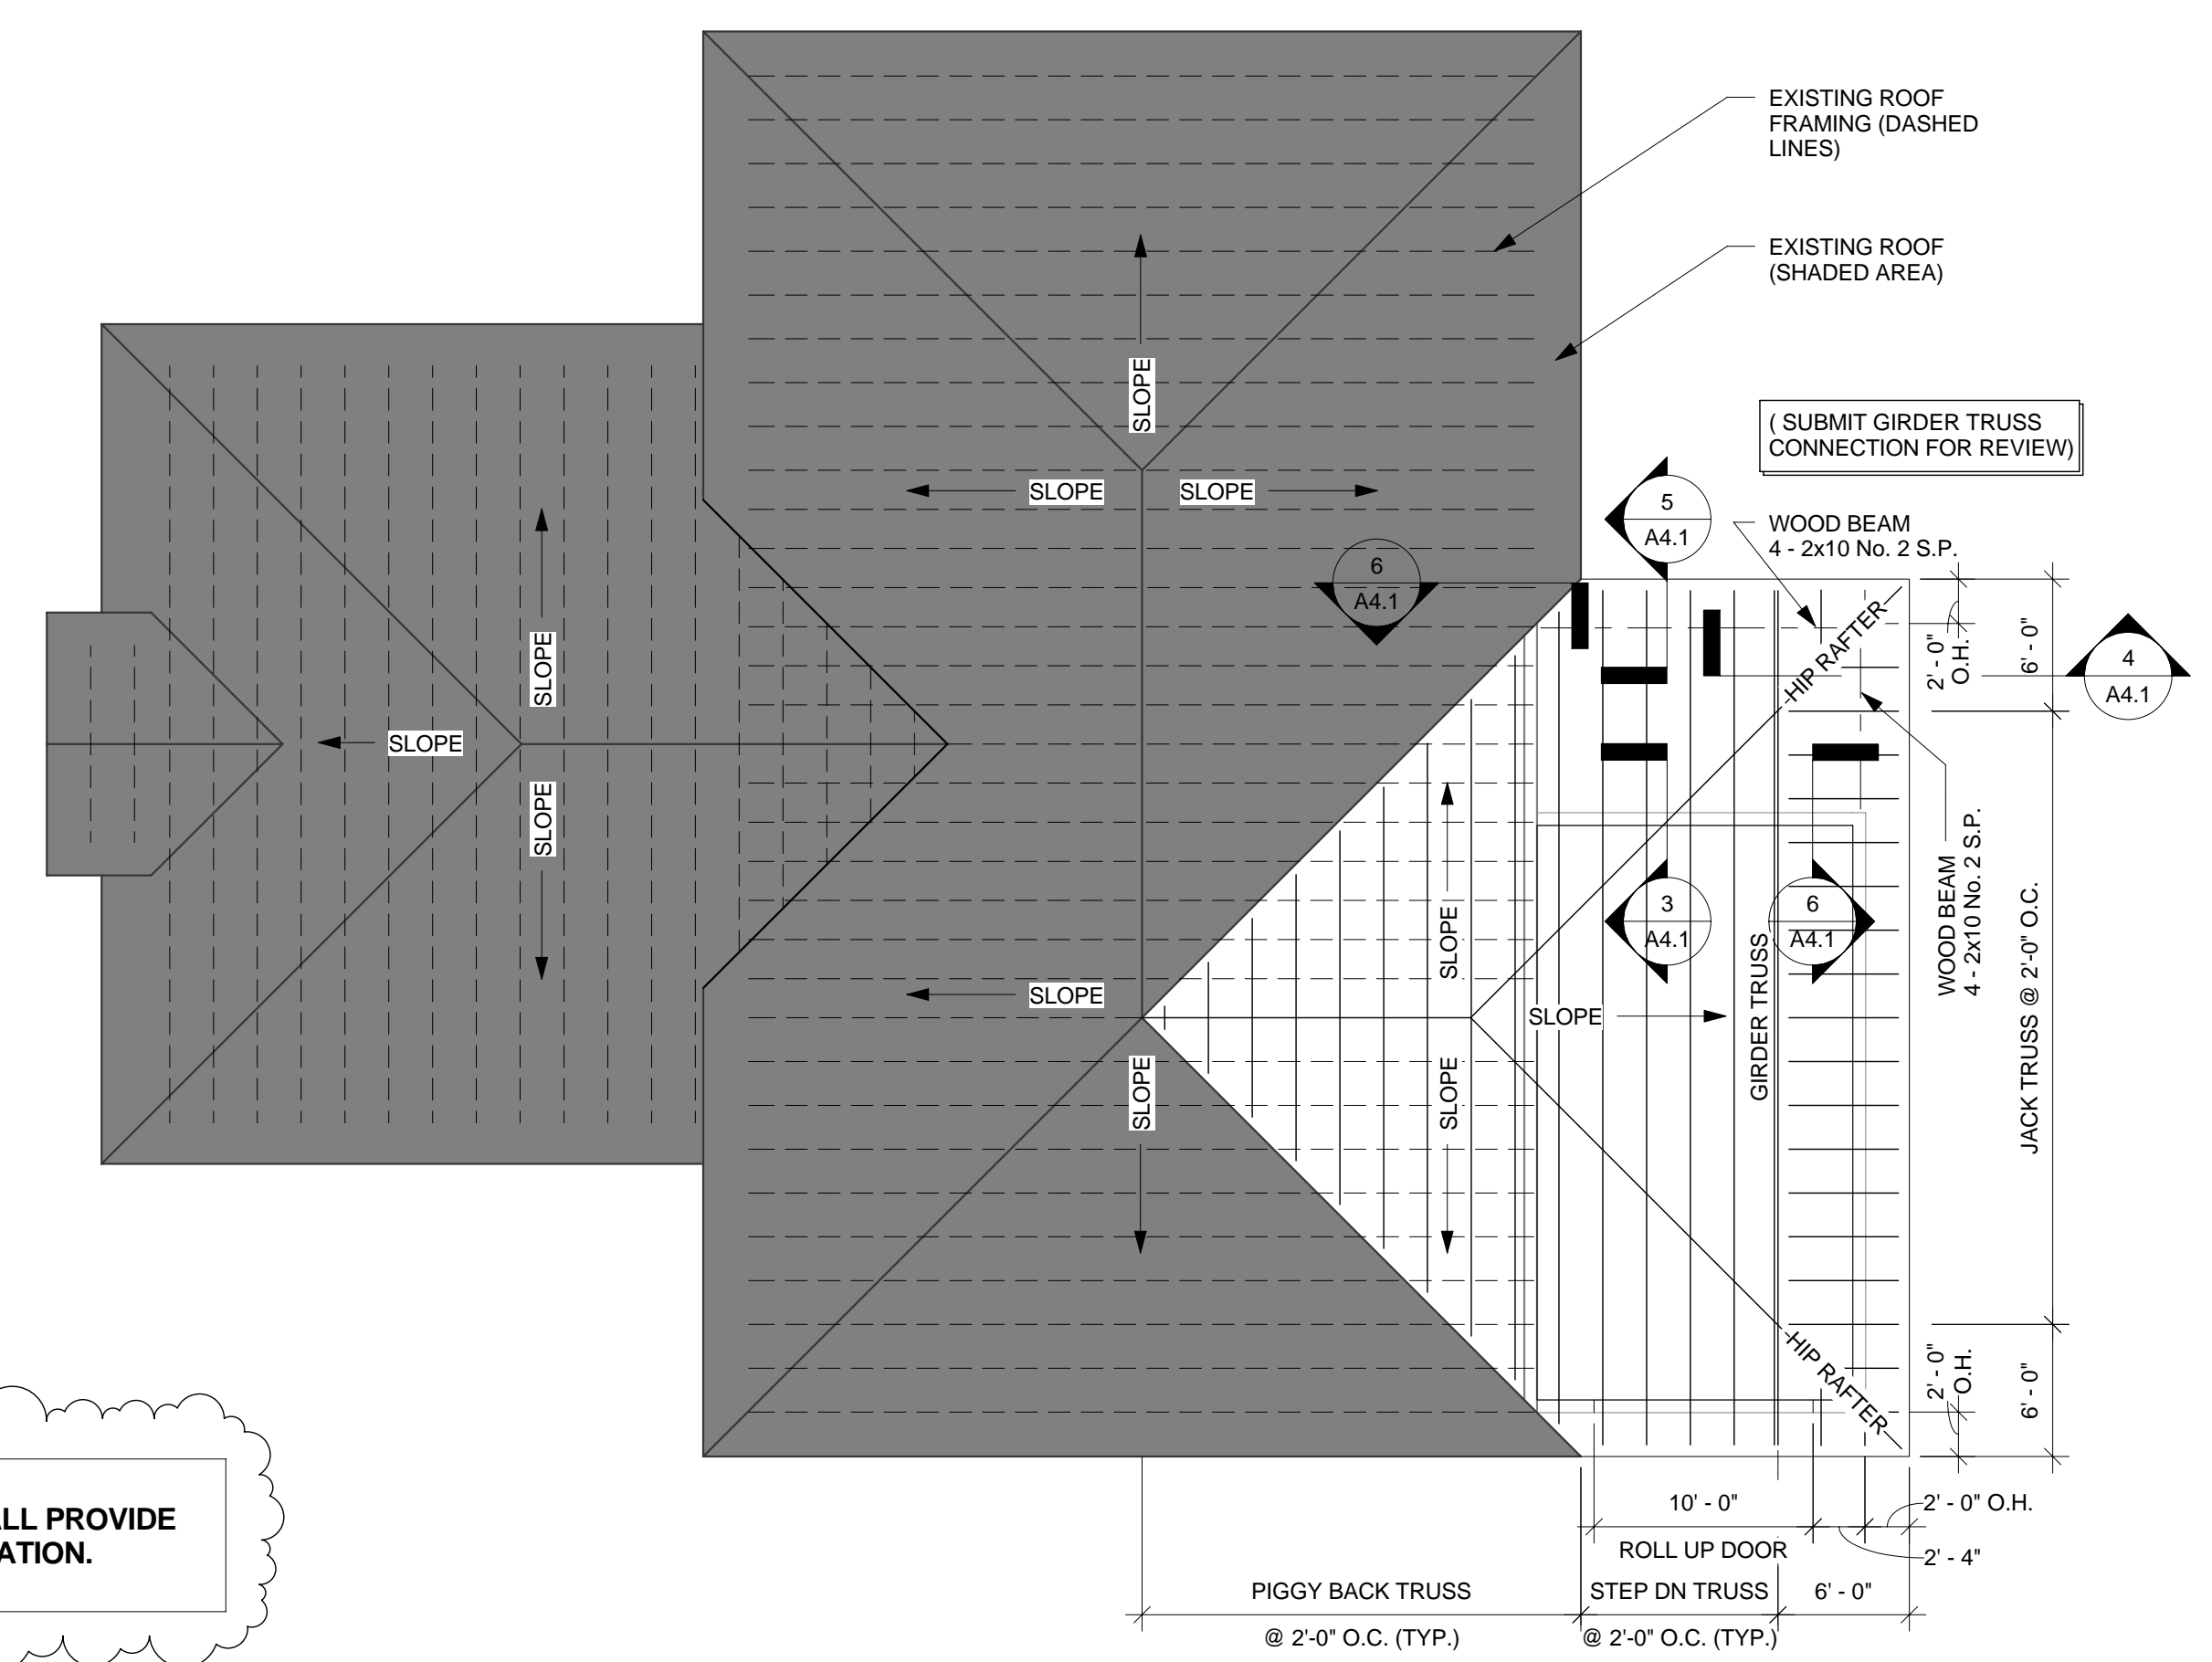 EXISTING ROOF
FRAMING (DASHED
LINES)
EXISTING ROOF
(SHADED AREA)
SLOPE
( SUBMIT GIRDER TRUSS
CONNECTION FOR REVIEW)
SLOPE
SLOPE
5
A4.1
WOOD BEAM
4 - 2x10 No. 2 S.P.
6
A4.1
HIP RAFTER
2' - 0"
O.H.
6' - 0"
4
A4.1
SLOPE
SLOPE
SLOPE
SLOPE
3
A4.1
6
A4.1
WOOD BEAM
4 - 2x10 No. 2 S.P.
JACK TRUSS @ 2'-0" O.C.
SLOPE
SLOPE
SLOPE
GIRDER TRUSS
SLOPE
SLOPE
HIP RAFTER
2' - 0"
O.H.
6' - 0"
10' - 0"
2' - 0" O.H.
ROLL UP DOOR
2' - 4"
PIGGY BACK TRUSS
@ 2'-0" O.C. (TYP.)
STEP DN TRUSS
@ 2'-0" O.C. (TYP.)
6' - 0"
ALL PROVIDE
ATION.